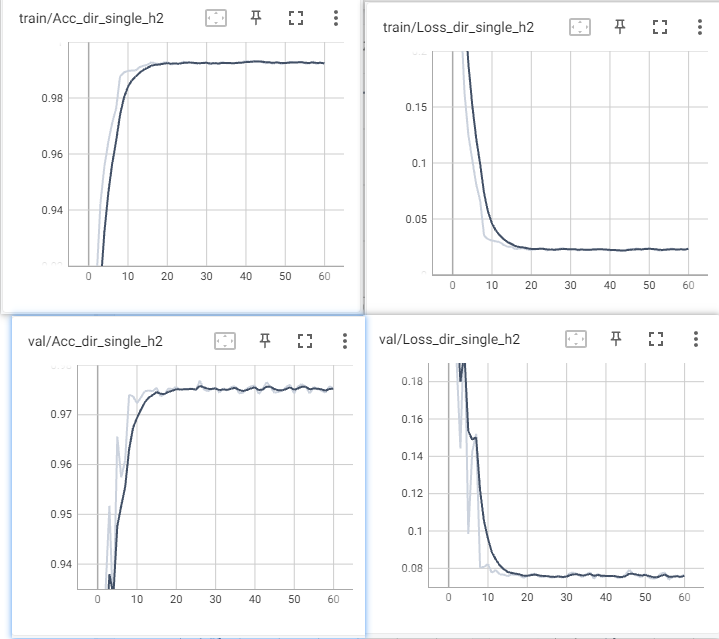 train/Acc_dir_single_h2
0.98
0.96
0.94
0 10 20 30 40 50 60
train/Loss_dir_single_h2
0.15
0.1
0.05
0 10 20 30 40 50 60
val/Acc_dir_single_h2
0.97
0.96
0.95
0.94
0 10 20 30 40 50 60
val/Loss_dir_single_h2
0.18
0.16
0.14
0.12
0.1
0.08
0 10 20 30 40 50 60